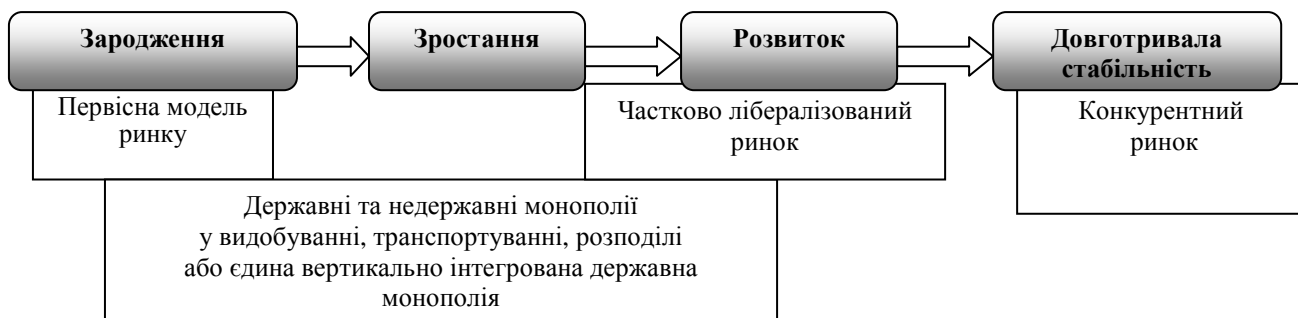 Зародження
Зростання
Розвиток
Довготривала
стабільність
Первісна модель
ринку
Частково лібералізований
ринок
Конкурентний
ринок
Державні та недержавні монополії
у видобуванні, транспортуванні, розподілі
або єдина вертикально інтегрована державна
монополія